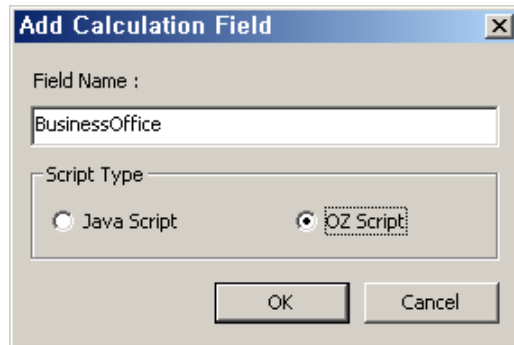 Add Calculation Field
Field Name :
BusinessOffice
Script Type
Java Script OZ Script
OK Cancel